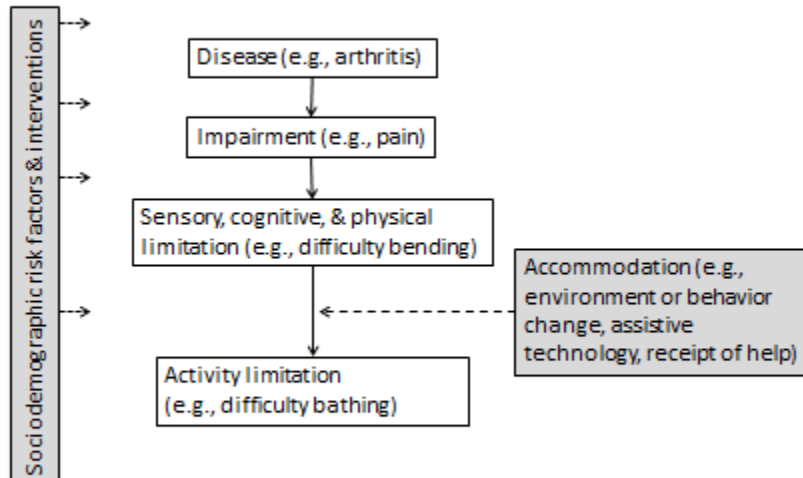 Sociodemographic risk factors & interventions
Disease (e.g., arthritis)
Impairment (e.g., pain)
Sensory, cognitive, & physical
limitation (e.g., difficulty bending)
Accommodation (e.g.,
environment or behavior
change, assistive
technology, receipt of help)
Activity limitation
(e.g., difficulty bathing)